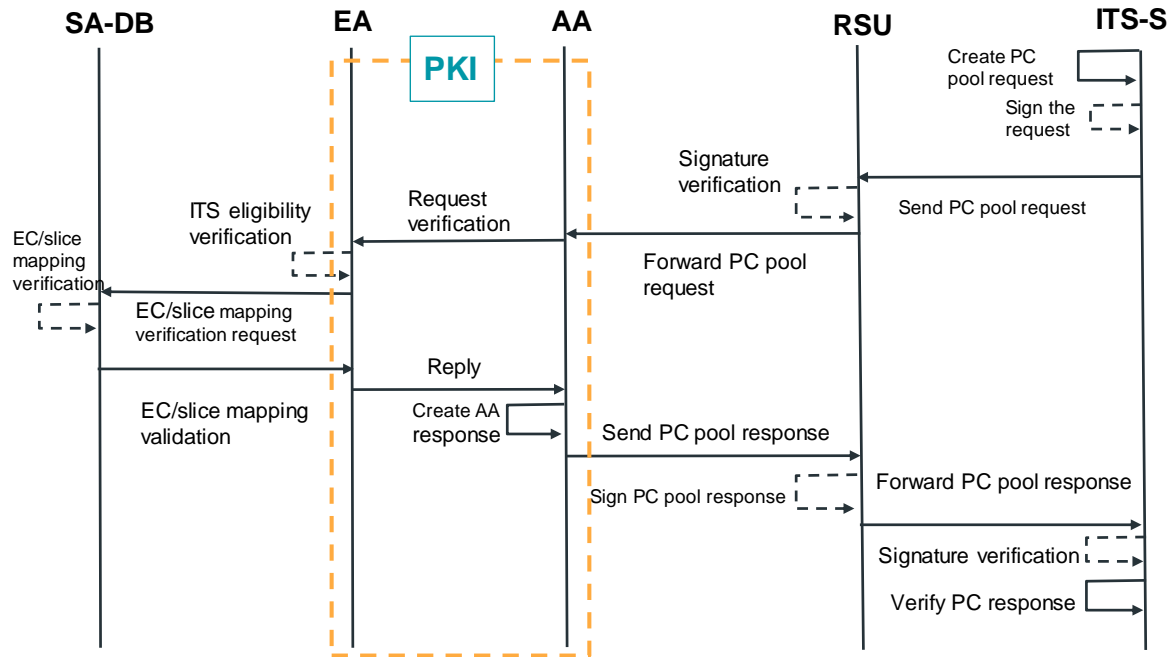 SA-DB
EA
AA
RSU
ITS-S
PKI
Create PC
pool request
Sign the
request
Signature
verification
Send PC pool request
Request
verification
ITS eligibility
verification
Forward PC pool
request
EC/slice
mapping
verification
EC/slice mapping
verification request
Reply
EC/slice mapping
validation
Create AA
response
Send PC pool response
Sign PC pool response
Forward PC pool response
Signature verification
Verify PC response